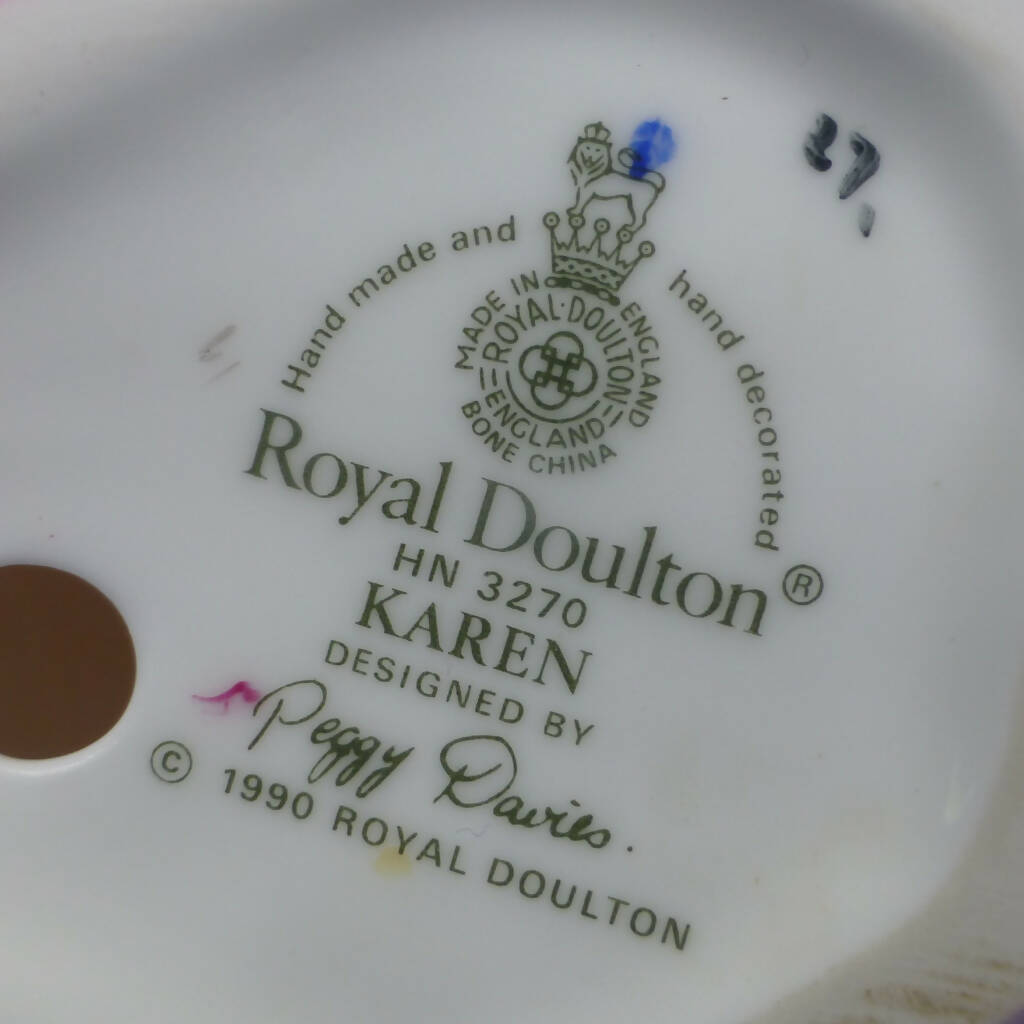 Hand made and hand decorated
MADE IN ENGLAND
ROYAL·DOULTON
ENGLAND
BONE CHINA
Royal Doulton®
HN 3270
KAREN
DESIGNED BY
Peggy Davies.
© 1990 ROYAL DOULTON